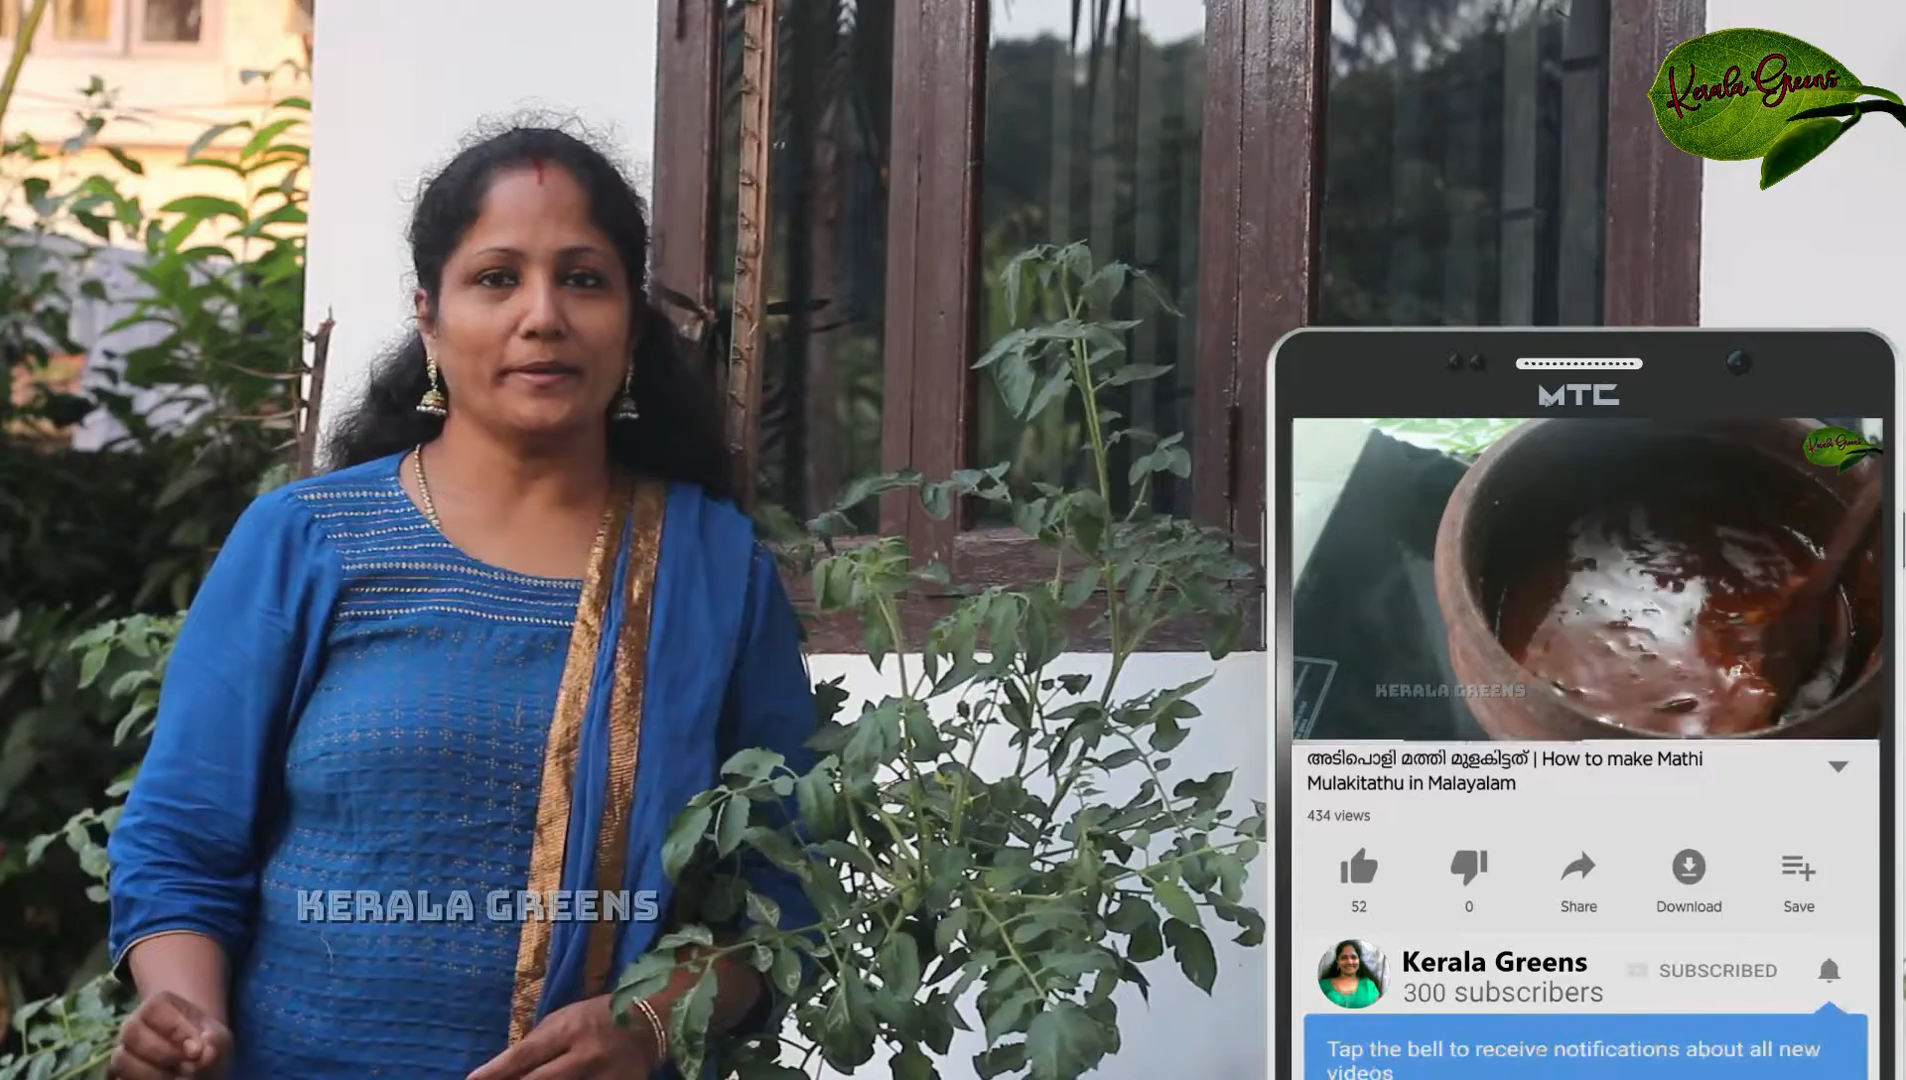 Kerala Greens
MTC
Kerala Greens
KERALA GREENS
അടിപൊളി മത്തി മുളകിട്ടത് | How to make Mathi
Mulakitathu in Malayalam
434 views
52
0
Share
Download
Save
KERALA GREENS
Kerala Greens
300 subscribers
SUBSCRIBED
Tap the bell to receive notifications about all new
videos